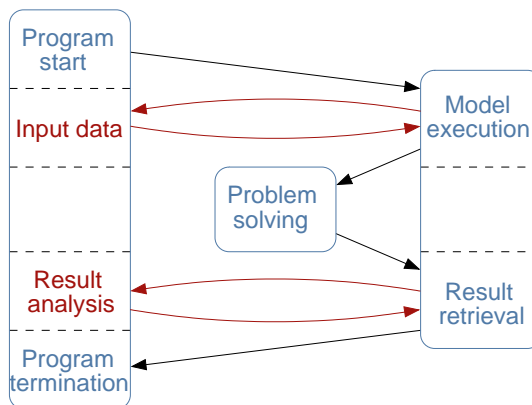 Program
start
Input data
Result
analysis
Program
termination
Problem
solving
Model
execution
Result
retrieval